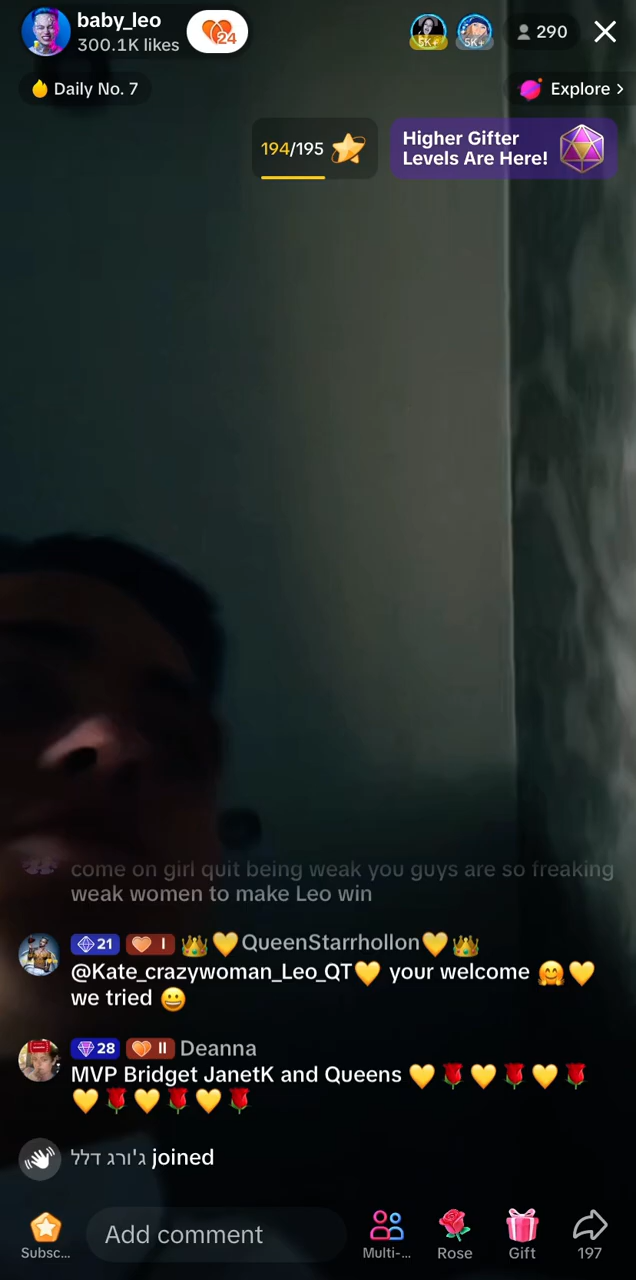 baby_leo
300.1K likes
24
5K+
5K+
290
Daily No. 7
Explore >
194/195
Higher Gifter
Levels Are Here!
come on girl quit being weak you guys are so freaking
weak women to make Leo win
21 I 👑💛QueenStarrhollon💛👑
@Kate_crazywoman_Leo_QT💛 your welcome 🤗💛
we tried 😀
28 II Deanna
MVP Bridget JanetK and Queens 💛🌹💛🌹💛🌹
💛🌹💛🌹💛🌹
ג'ורג דלל joined
Subsc...
Add comment
Multi-...
Rose
Gift
197